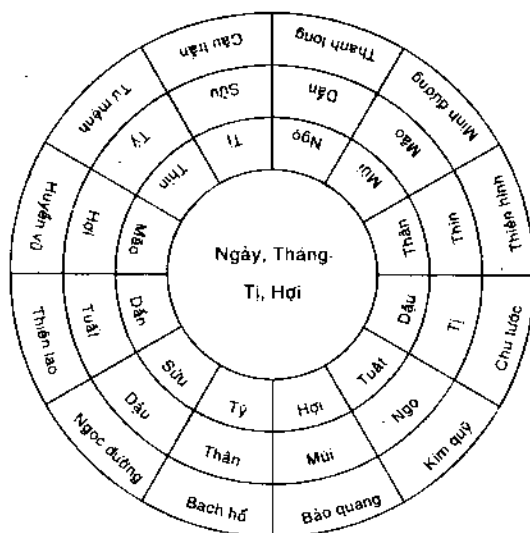 Thanh long
Minh đường
Thiên hình
Chu tước
Kim quỹ
Bảo quang
Bạch hổ
Ngọc đường
Thiên lao
Huyền vũ
Tư mệnh
Câu trần
Dần
Mão
Thìn
Tị
Ngọ
Mùi
Thân
Dậu
Tuất
Hợi
Tý
Sửu
Ngọ
Mùi
Thân
Dậu
Tuất
Hợi
Tý
Sửu
Dần
Mão
Thìn
Tị
Ngày, Tháng
Tị, Hợi